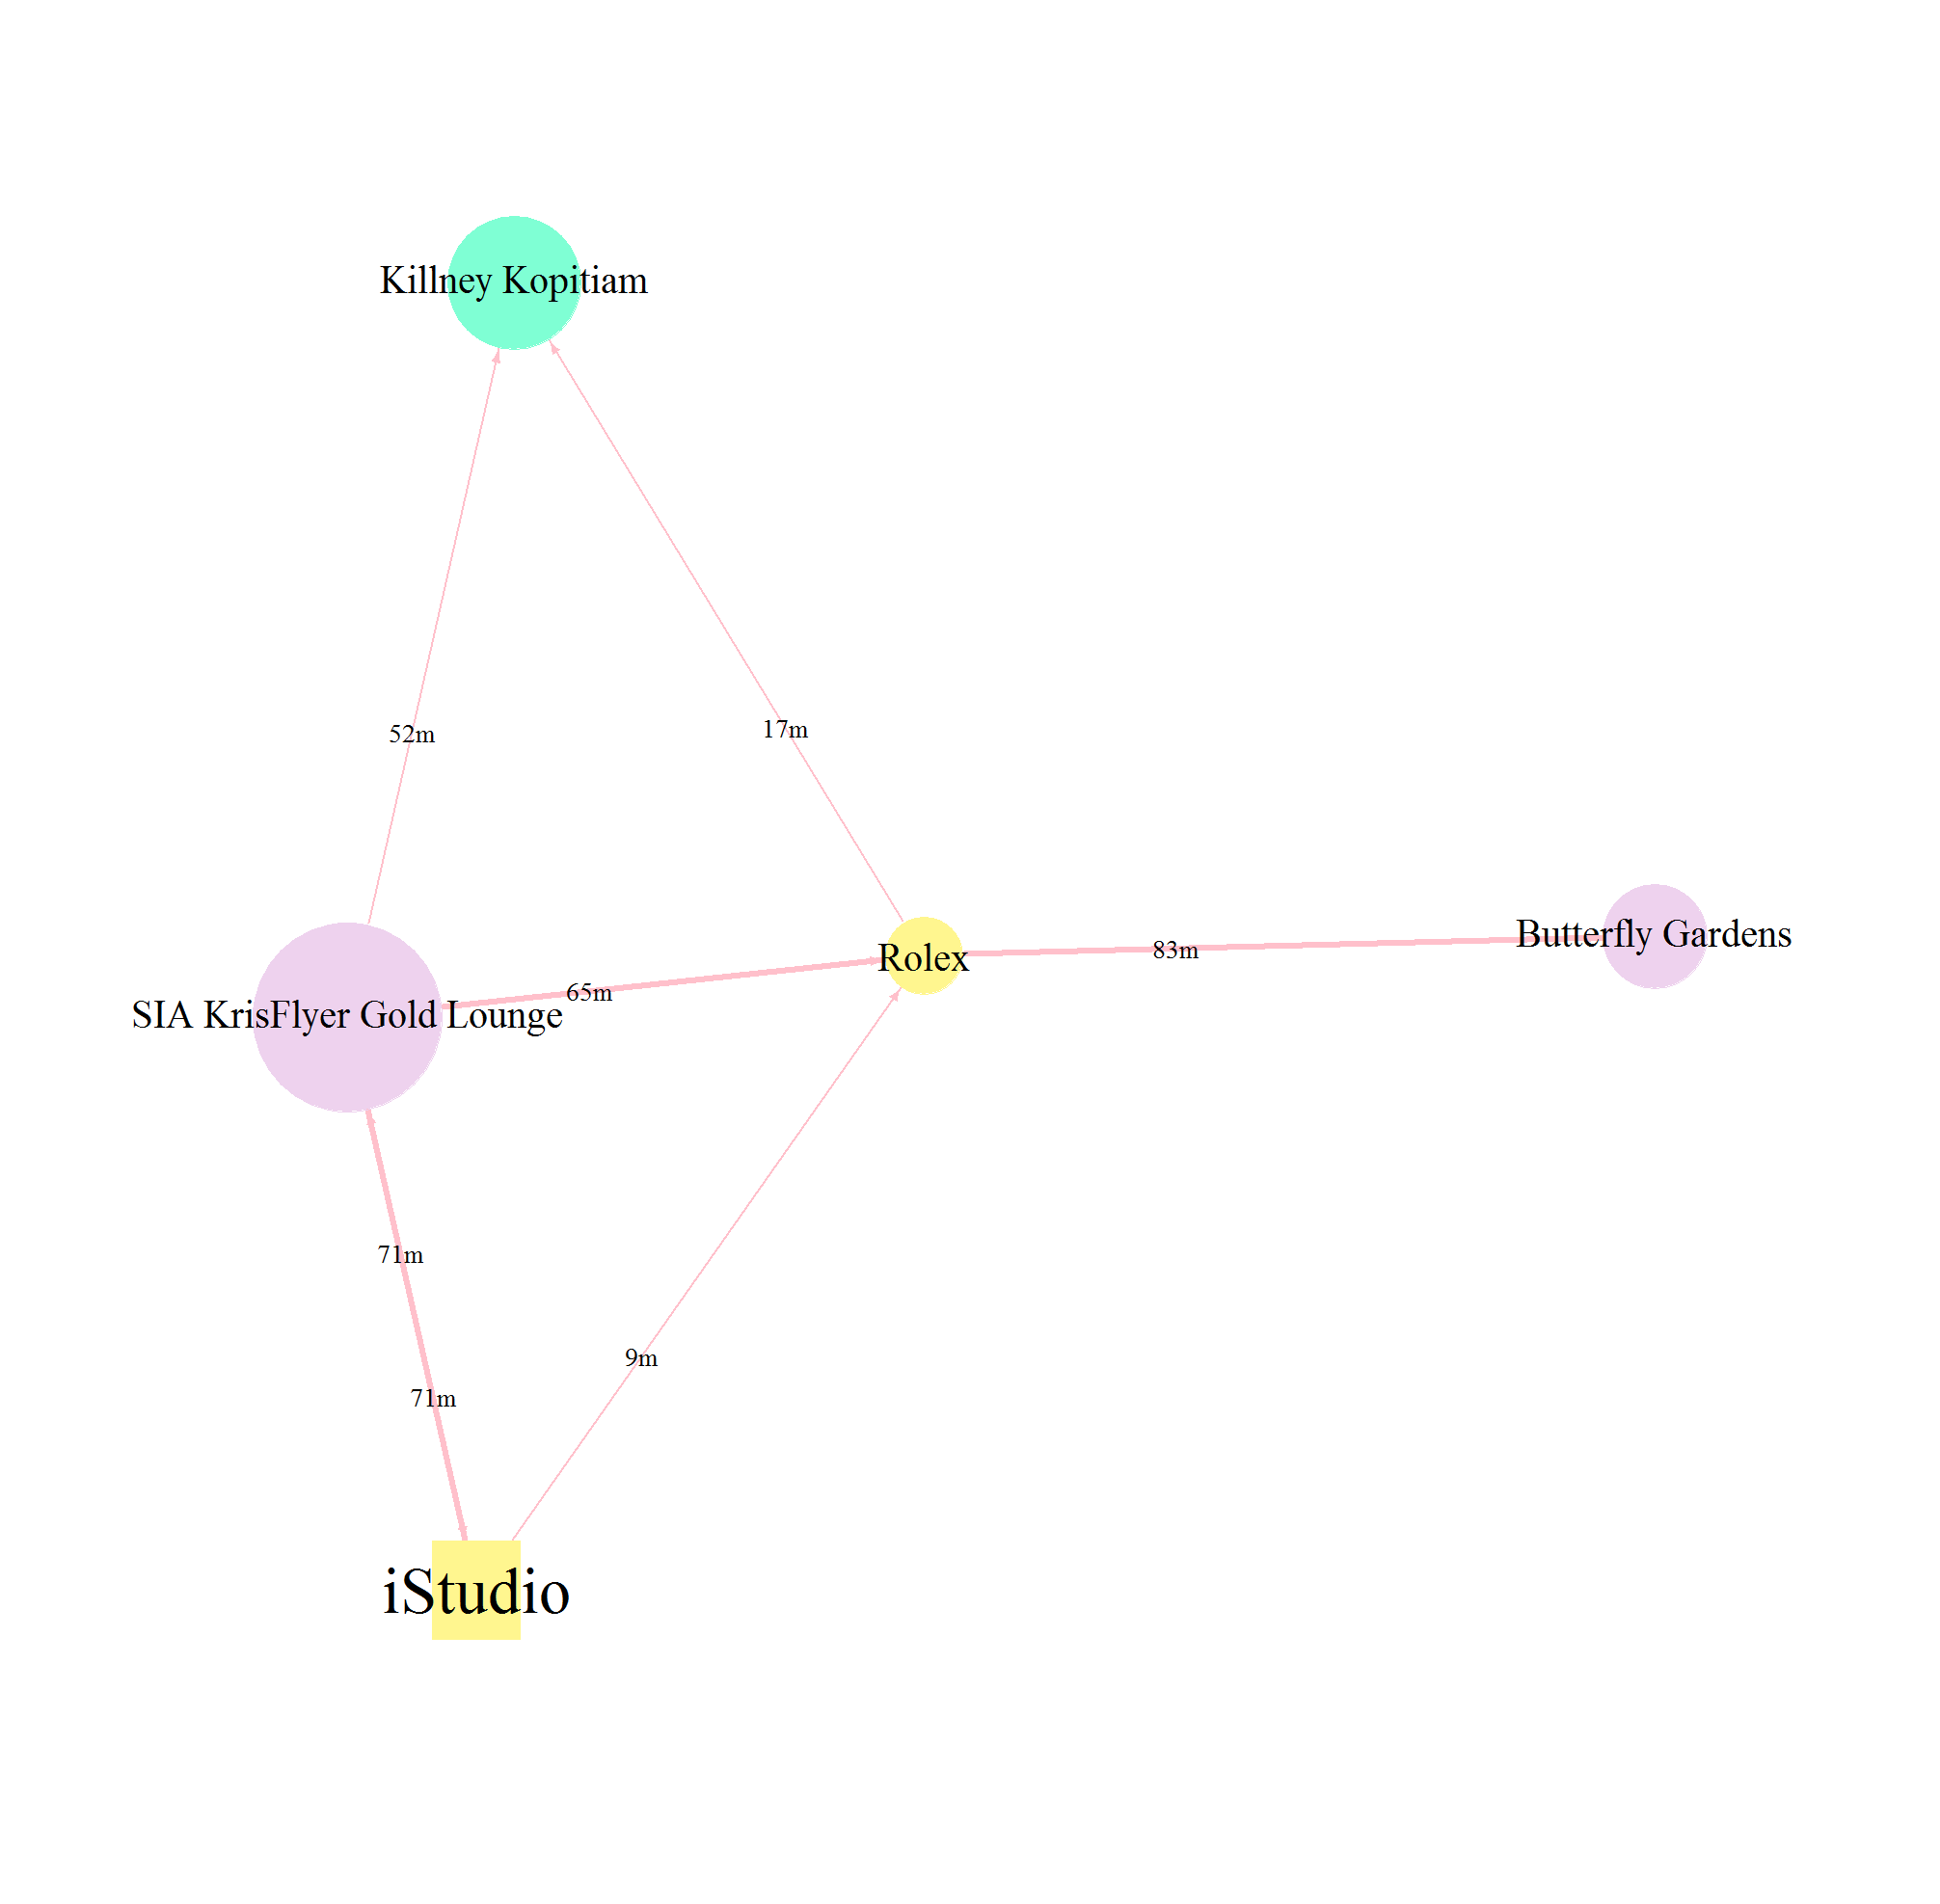 Killney Kopitiam
52m
17m
Butterfly Gardens
83m
Rolex
65m
SIA KrisFlyer Gold Lounge
71m
9m
71m
iStudio